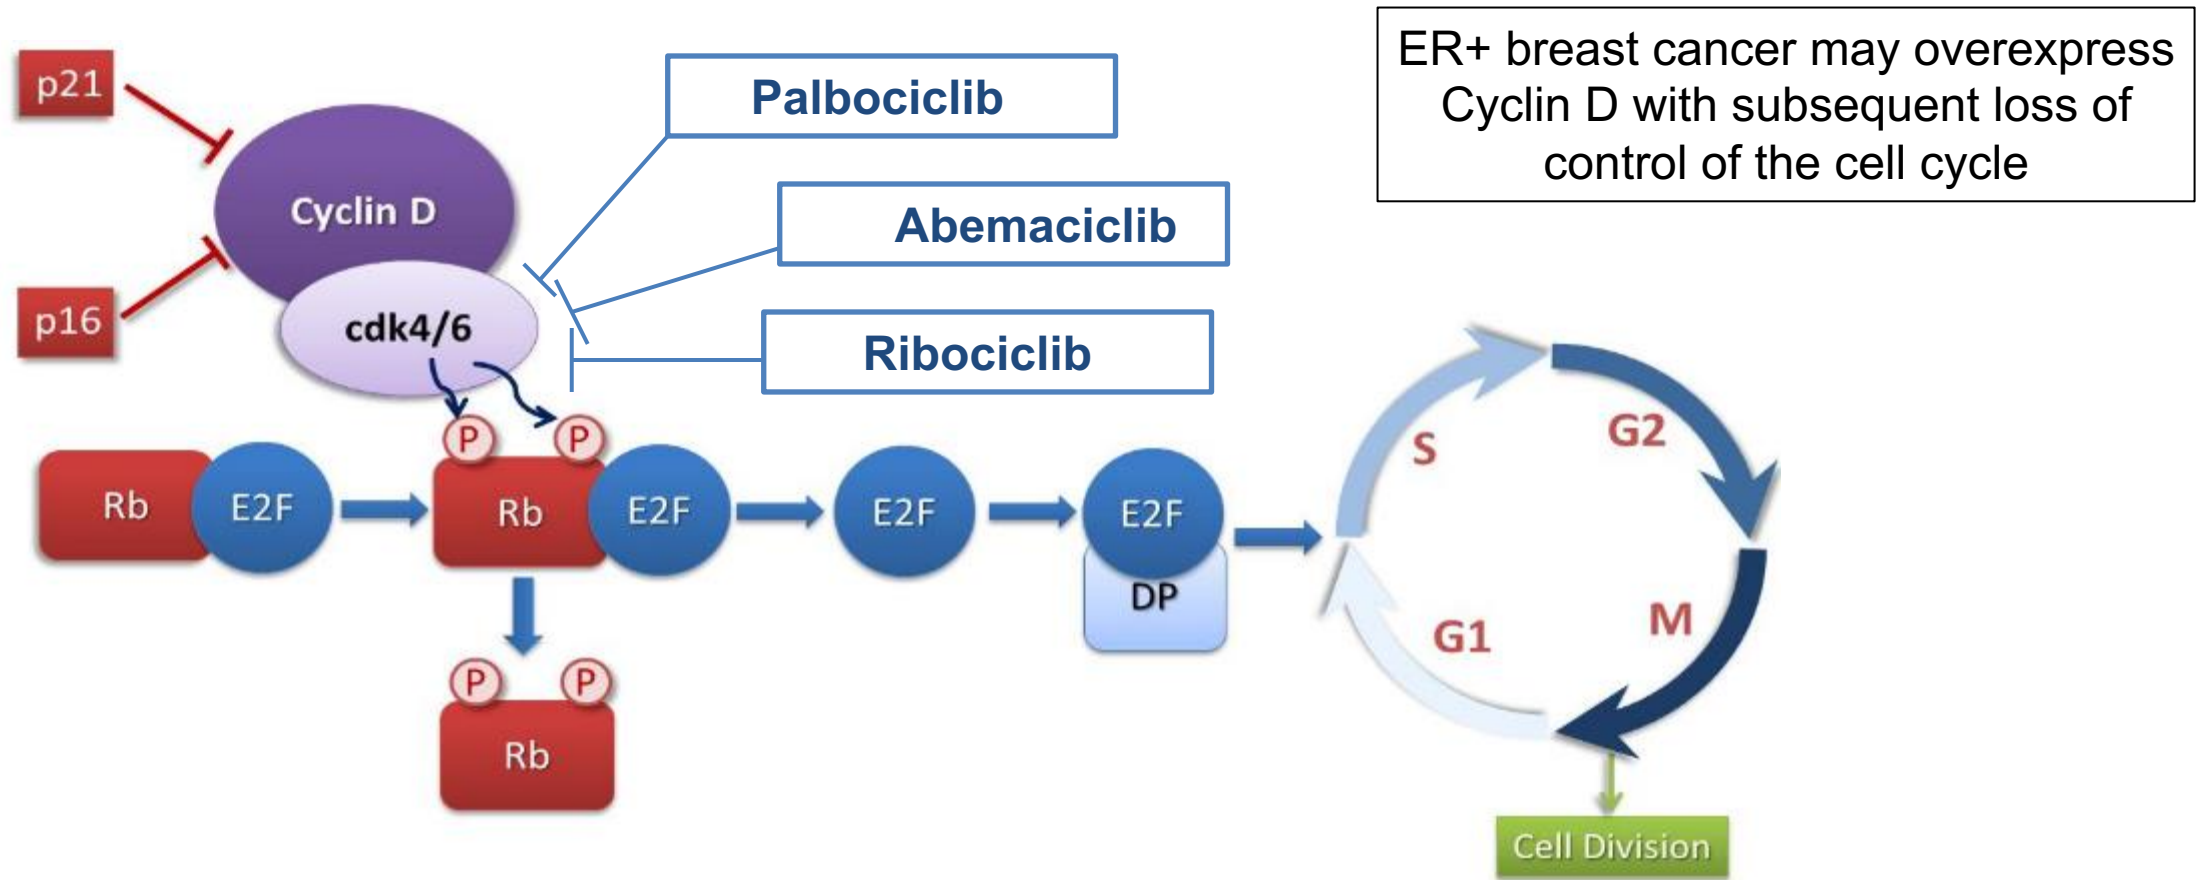 ER+ breast cancer may overexpress
Cyclin D with subsequent loss of
control of the cell cycle
p21
Palbociclib
Cyclin D
Abemaciclib
p16
cdk4/6
Ribociclib
P
P
S
G2
Rb
E2F
Rb
E2F
E2F
E2F
DP
G1
M
P
P
Rb
Cell Division